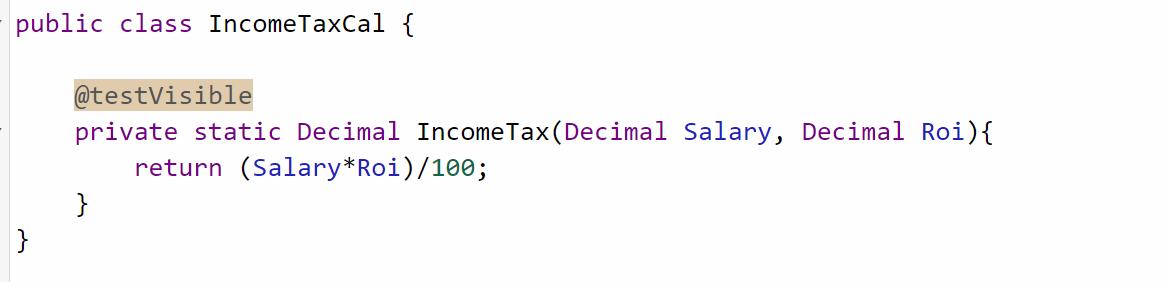 public class IncomeTaxCal {
@testVisible
private static Decimal IncomeTax(Decimal Salary, Decimal Roi){
return (Salary*Roi)/100;
}
}